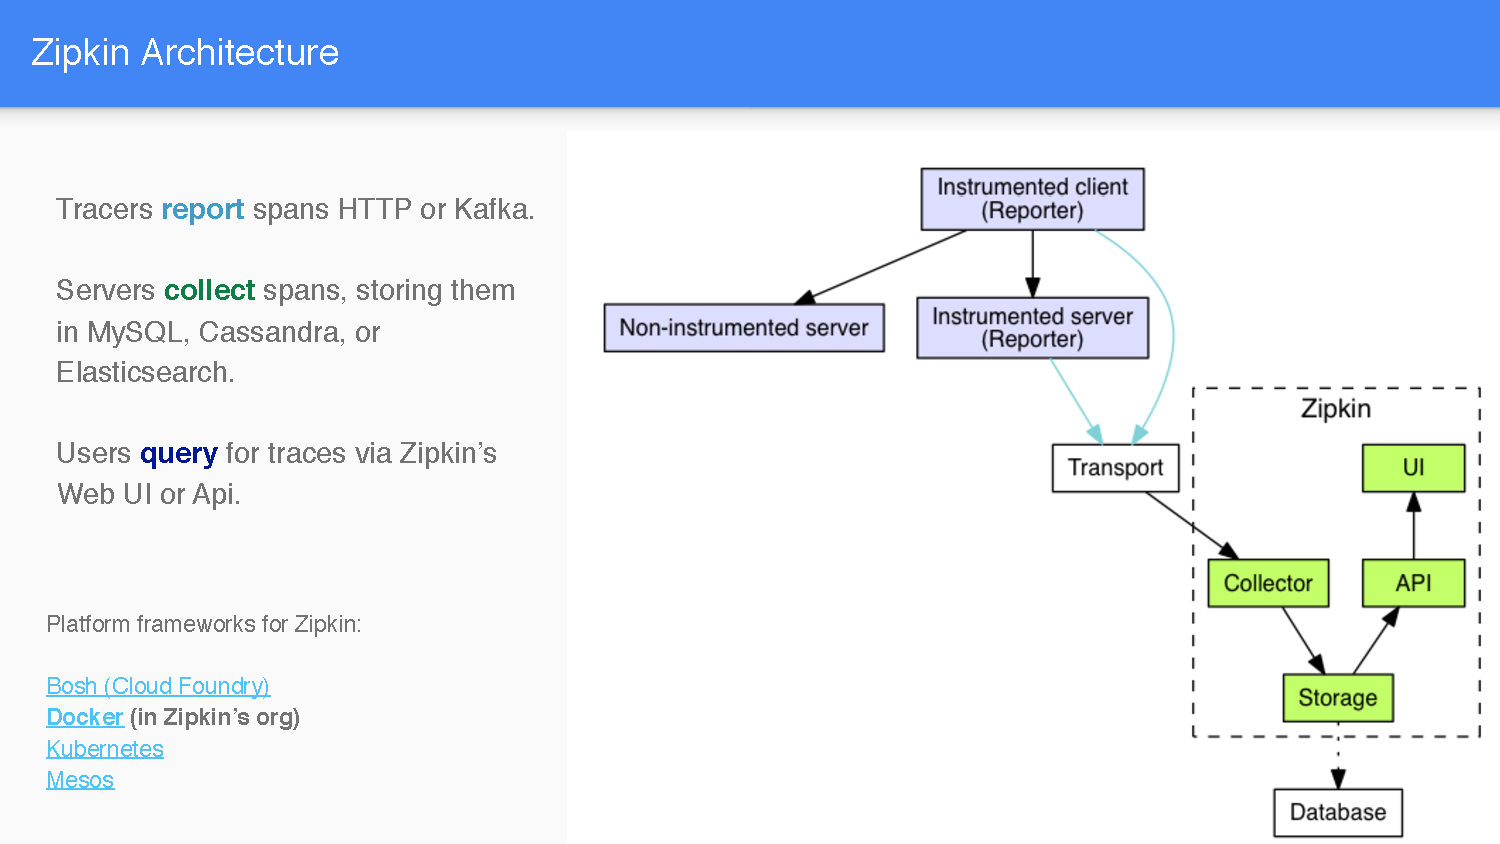 Zipkin Architecture
Tracers report spans HTTP or Kafka.
Servers collect spans, storing them
in MySQL, Cassandra, or
Elasticsearch.
Users query for traces via Zipkin’s
Web UI or Api.
Platform frameworks for Zipkin:
Bosh (Cloud Foundry)
Docker (in Zipkin’s org)
Kubernetes
Mesos
Instrumented client
(Reporter)
Non-instrumented server
Instrumented server
(Reporter)
Zipkin
Transport
UI
Collector
API
Storage
Database